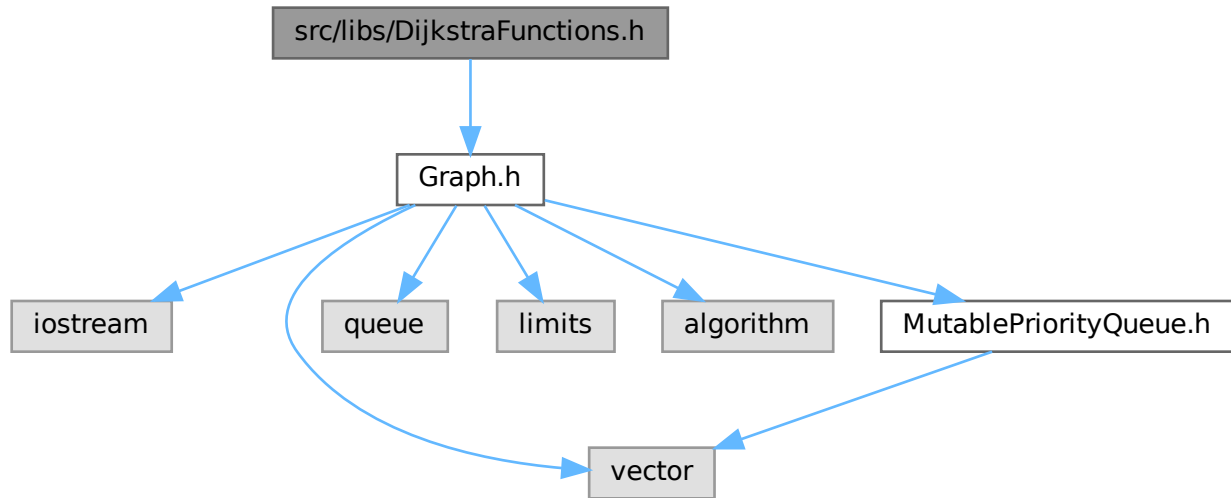 src/libs/DijkstraFunctions.h
Graph.h
iostream
queue
limits
algorithm
MutablePriorityQueue.h
vector